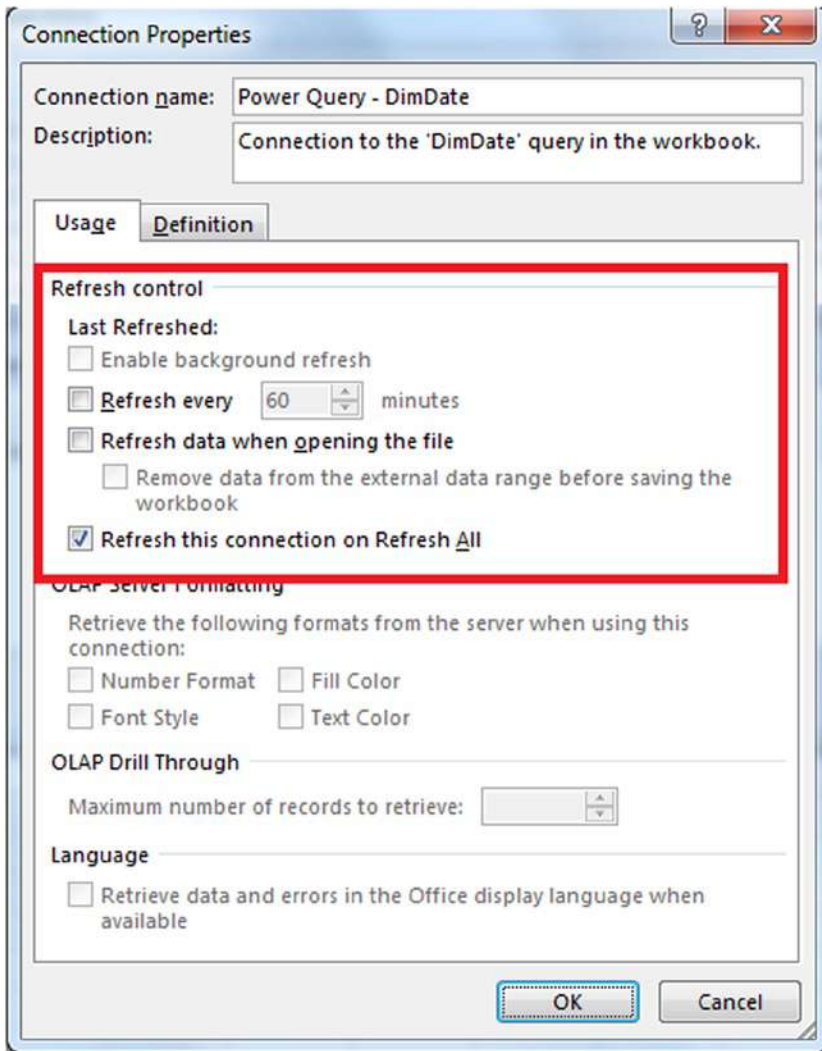 Connection Properties
Connection name: Power Query - DimDate
Description: Connection to the 'DimDate' query in the workbook.
Usage Definition
Refresh control
Last Refreshed:
Enable background refresh
Refresh every 60 minutes
Refresh data when opening the file
Remove data from the external data range before saving the
workbook
Refresh this connection on Refresh All
OLAP Server Formatting
Retrieve the following formats from the server when using this
connection:
Number Format Fill Color
Font Style Text Color
OLAP Drill Through
Maximum number of records to retrieve:
Language
Retrieve data and errors in the Office display language when
available
OK Cancel